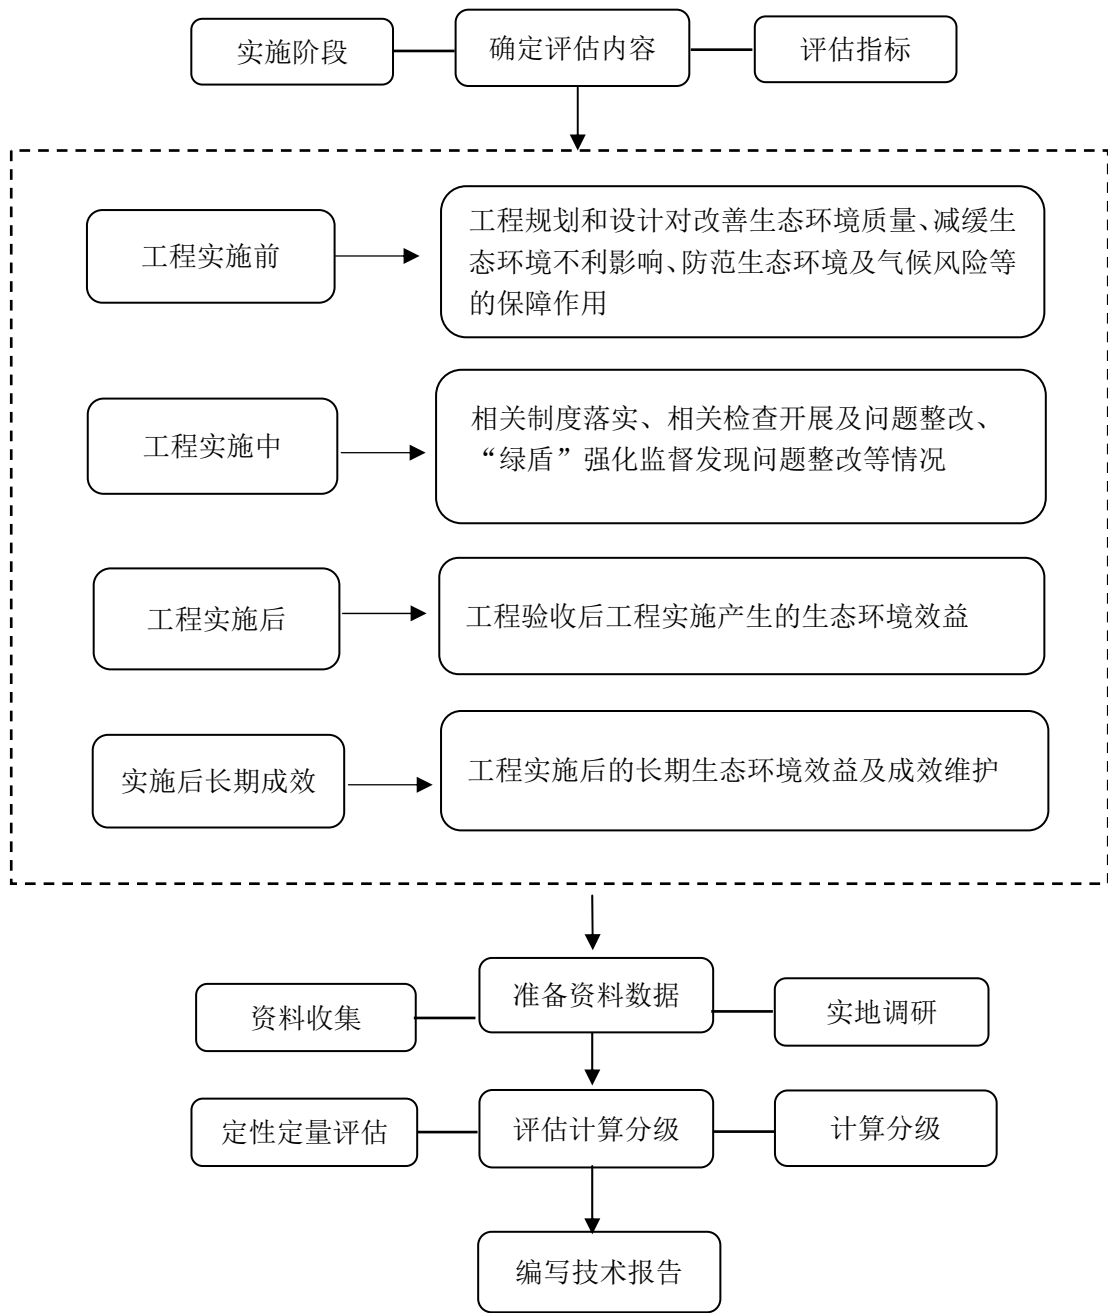 实施阶段
确定评估内容
评估指标
工程实施前
工程规划和设计对改善生态环境质量、减缓生
态环境不利影响、防范生态环境及气候风险等
的保障作用
工程实施中
相关制度落实、相关检查开展及问题整改、
“绿盾”强化监督发现问题整改等情况
工程实施后
工程验收后工程实施产生的生态环境效益
实施后长期成效
工程实施后的长期生态环境效益及成效维护
资料收集
准备资料数据
实地调研
定性定量评估
评估计算分级
计算分级
编写技术报告